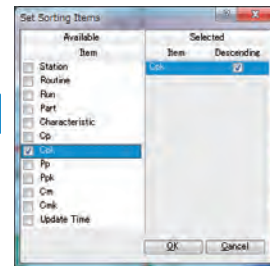 Set Sorting Items
Available
Selected
Item
Item Descending
Station
Cpk
Routine
Run
Part
Characteristic
Cp
Cpk
Pp
Ppk
Cm
Cmk
Update Time
OK Cancel